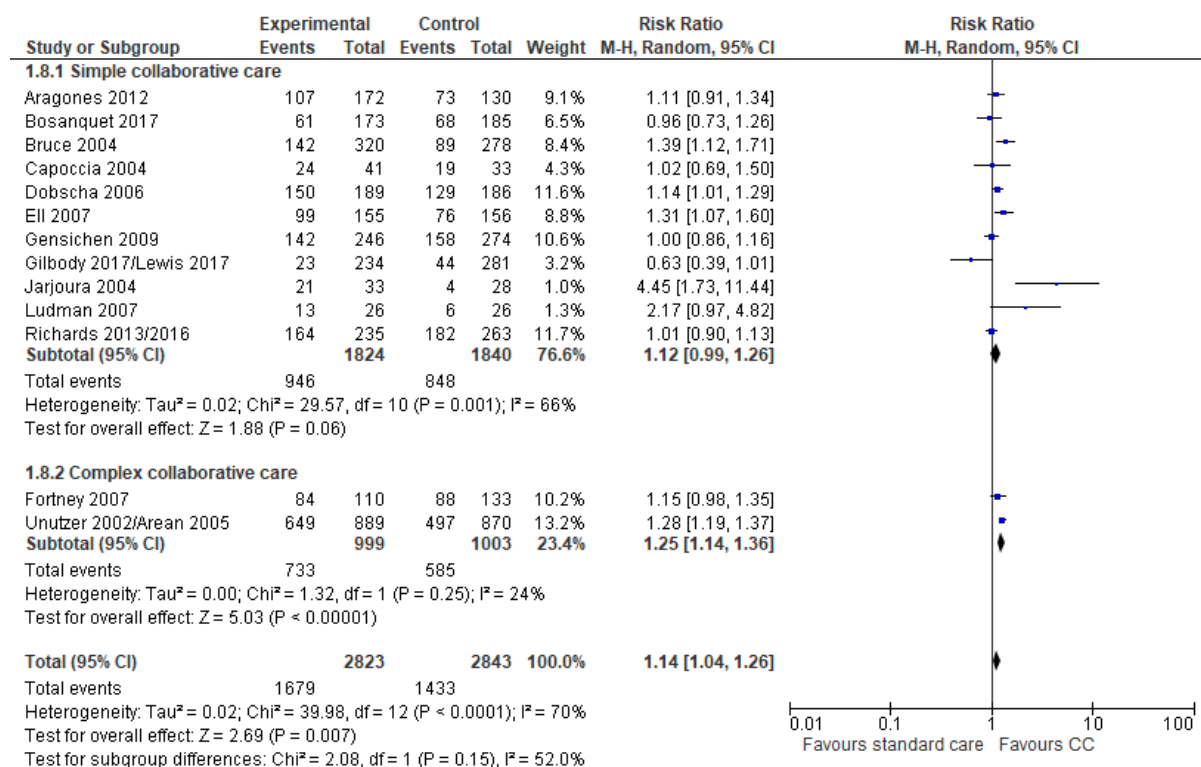 Experimental Control Risk Ratio Risk Ratio
Study or Subgroup Events Total Events Total Weight M-H, Random, 95% CI M-H, Random, 95% CI
1.8.1 Simple collaborative care
Aragones 2012 107 172 73 130 9.1% 1.11 [0.91, 1.34]
Bosanquet 2017 61 173 68 185 6.5% 0.96 [0.73, 1.26]
Bruce 2004 142 320 89 278 8.4% 1.39 [1.12, 1.71]
Capoccia 2004 24 41 19 33 4.3% 1.02 [0.69, 1.50]
Dobscha 2006 150 189 129 186 11.6% 1.14 [1.01, 1.29]
Ell 2007 99 155 76 156 8.8% 1.31 [1.07, 1.60]
Gensichen 2009 142 246 158 274 10.6% 1.00 [0.86, 1.16]
Gilbody 2017/Lewis 2017 23 234 44 281 3.2% 0.63 [0.39, 1.01]
Jarjoura 2004 21 33 4 28 1.0% 4.45 [1.73, 11.44]
Ludman 2007 13 26 6 26 1.3% 2.17 [0.97, 4.82]
Richards 2013/2016 164 235 182 263 11.7% 1.01 [0.90, 1.13]
Subtotal (95% CI) 1824 1840 76.6% 1.12 [0.99, 1.26]
Total events 946 848
Heterogeneity: Tau² = 0.02; Chi² = 29.57, df = 10 (P = 0.001); I² = 66%
Test for overall effect: Z = 1.88 (P = 0.06)
1.8.2 Complex collaborative care
Fortney 2007 84 110 88 133 10.2% 1.15 [0.98, 1.35]
Unutzer 2002/Arean 2005 649 889 497 870 13.2% 1.28 [1.19, 1.37]
Subtotal (95% CI) 999 1003 23.4% 1.25 [1.14, 1.36]
Total events 733 585
Heterogeneity: Tau² = 0.00; Chi² = 1.32, df = 1 (P = 0.25); I² = 24%
Test for overall effect: Z = 5.03 (P < 0.00001)
Total (95% CI) 2823 2843 100.0% 1.14 [1.04, 1.26]
Total events 1679 1433
Heterogeneity: Tau² = 0.02; Chi² = 39.98, df = 12 (P < 0.0001); I² = 70%
Test for overall effect: Z = 2.69 (P = 0.007)
Test for subgroup differences: Chi² = 2.08, df = 1 (P = 0.15), I² = 52.0%
0.01 0.1 1 10 100
Favours standard care Favours CC